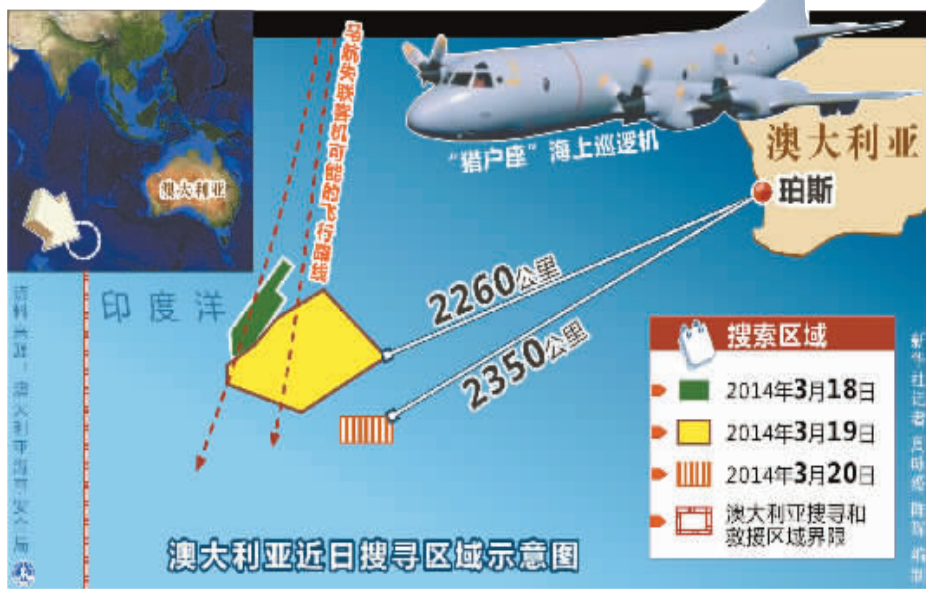 马航失联客机可能的飞行路线
“猎户座”海上巡逻机
澳大利亚
珀斯
澳大利亚
印度洋
2260公里
2350公里
搜索区域
2014年3月18日
2014年3月19日
2014年3月20日
澳大利亚搜寻和
救援区域界限
澳大利亚近日搜寻区域示意图
资料来源：澳大利亚海事安全局
新华社记者
编制